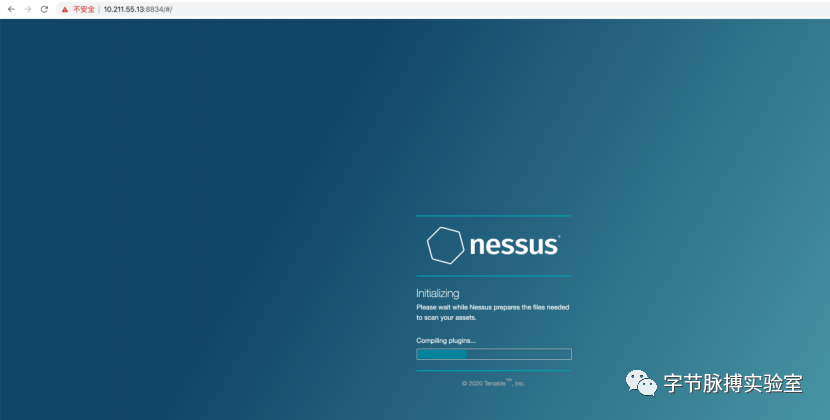 不安全 | 10.211.55.13:8834/#/
nessus
Initializing
Please wait while Nessus prepares the files needed
to scan your assets.
Compiling plugins...
© 2020 Tenable™, Inc.
字节脉搏实验室